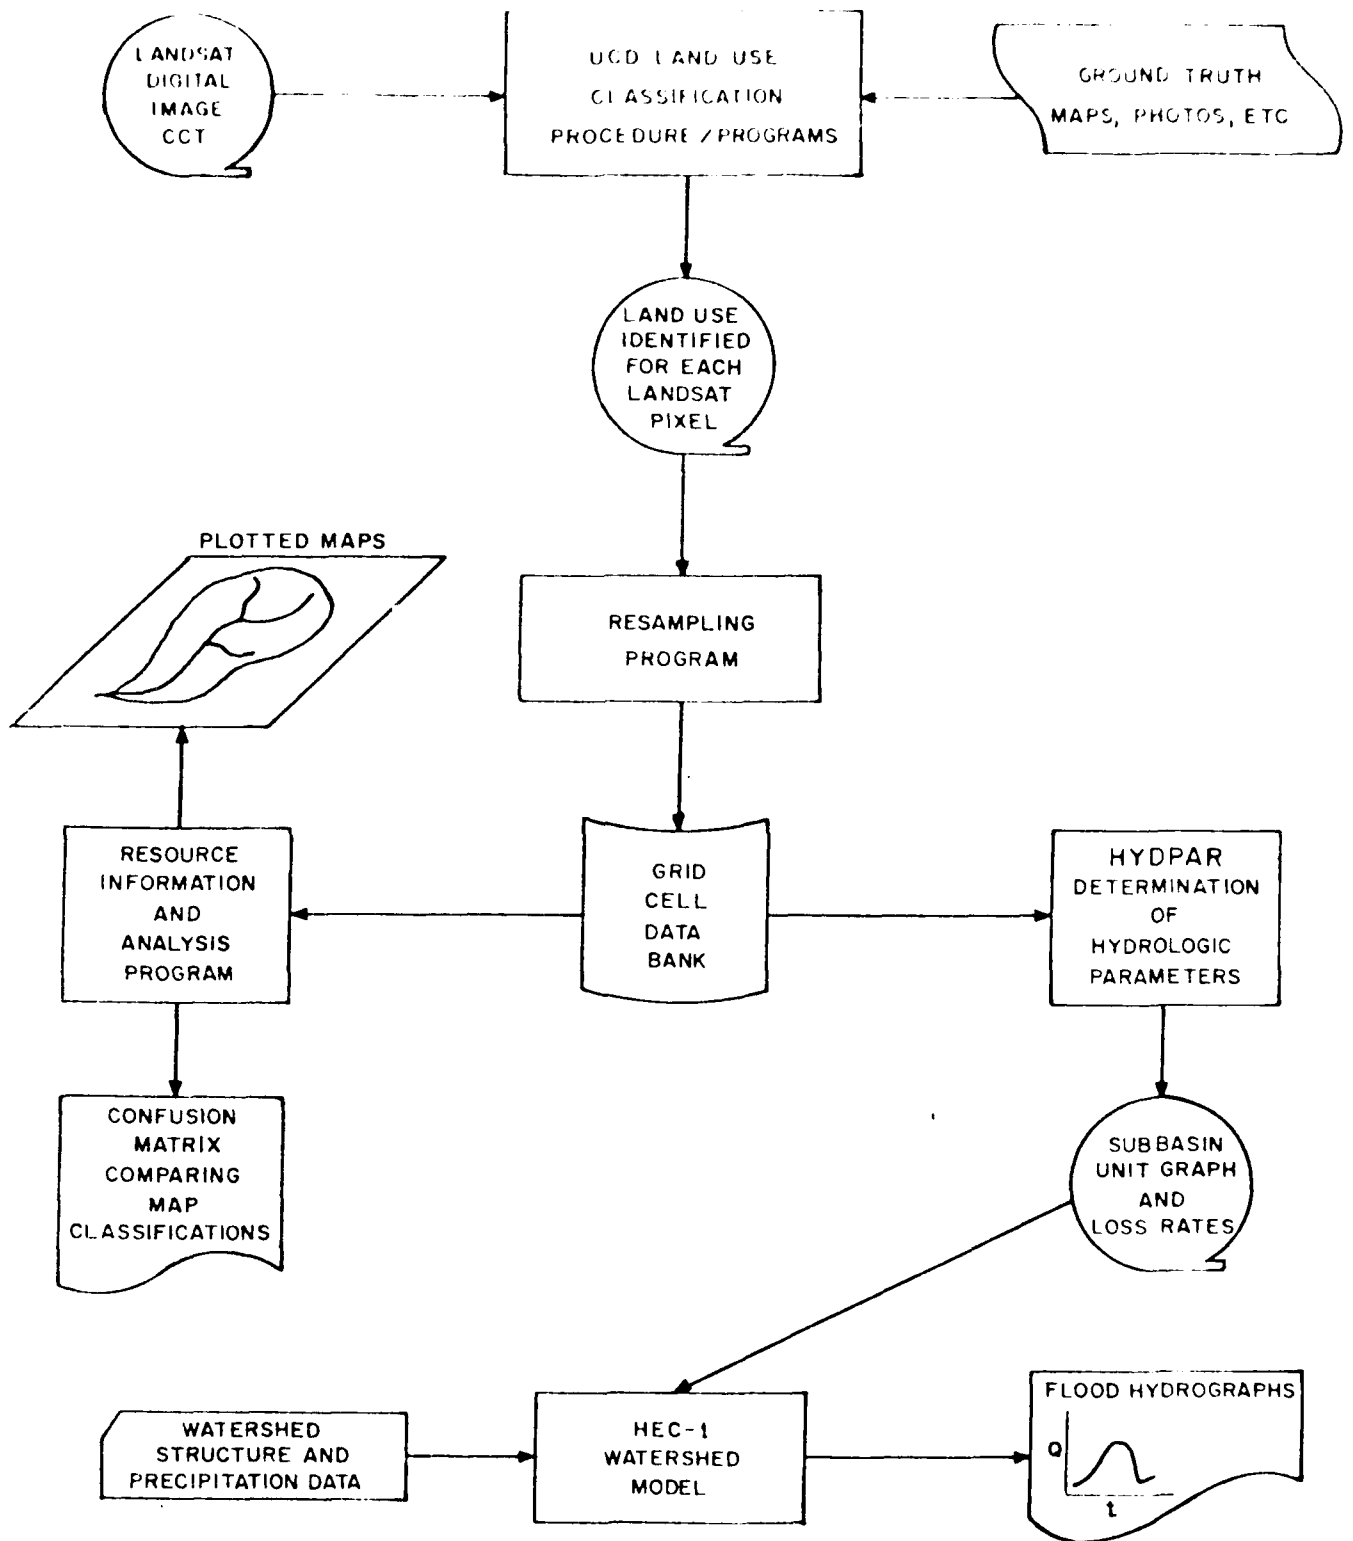 LANDSAT
DIGITAL
IMAGE
CCT
UCD LAND USE
CLASSIFICATION
PROCEDURE / PROGRAMS
GROUND TRUTH
MAPS, PHOTOS, ETC
LAND USE
IDENTIFIED
FOR EACH
LANDSAT
PIXEL
PLOTTED MAPS
RESAMPLING
PROGRAM
RESOURCE
INFORMATION
AND
ANALYSIS
PROGRAM
GRID
CELL
DATA
BANK
HYDPAR
DETERMINATION
OF
HYDROLOGIC
PARAMETERS
CONFUSION
MATRIX
COMPARING
MAP
CLASSIFICATIONS
SUBBASIN
UNIT GRAPH
AND
LOSS RATES
WATERSHED
STRUCTURE AND
PRECIPITATION DATA
HEC-1
WATERSHED
MODEL
FLOOD HYDROGRAPHS
Q
t